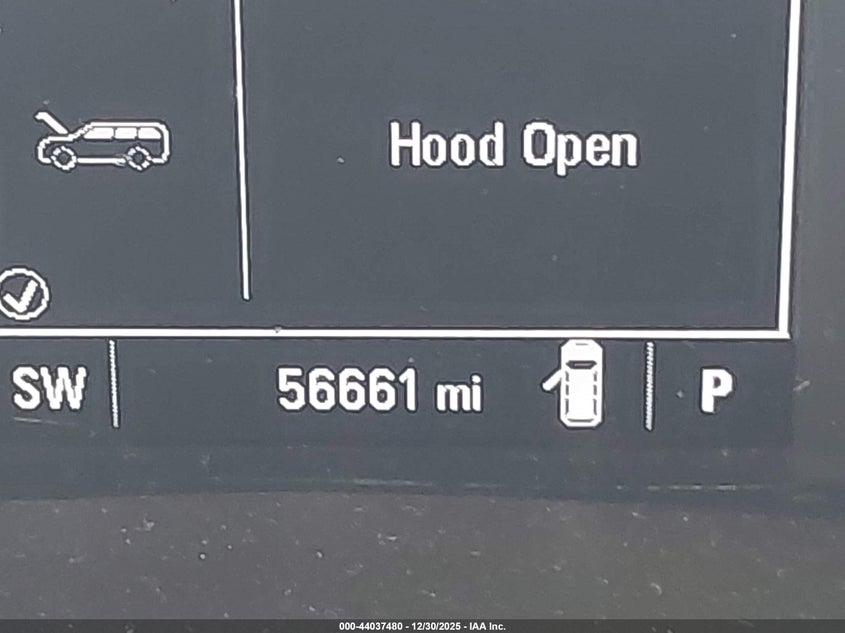 Hood Open
SW 56661 mi P
000-44037480 - 12/30/2025 - IAA Inc.